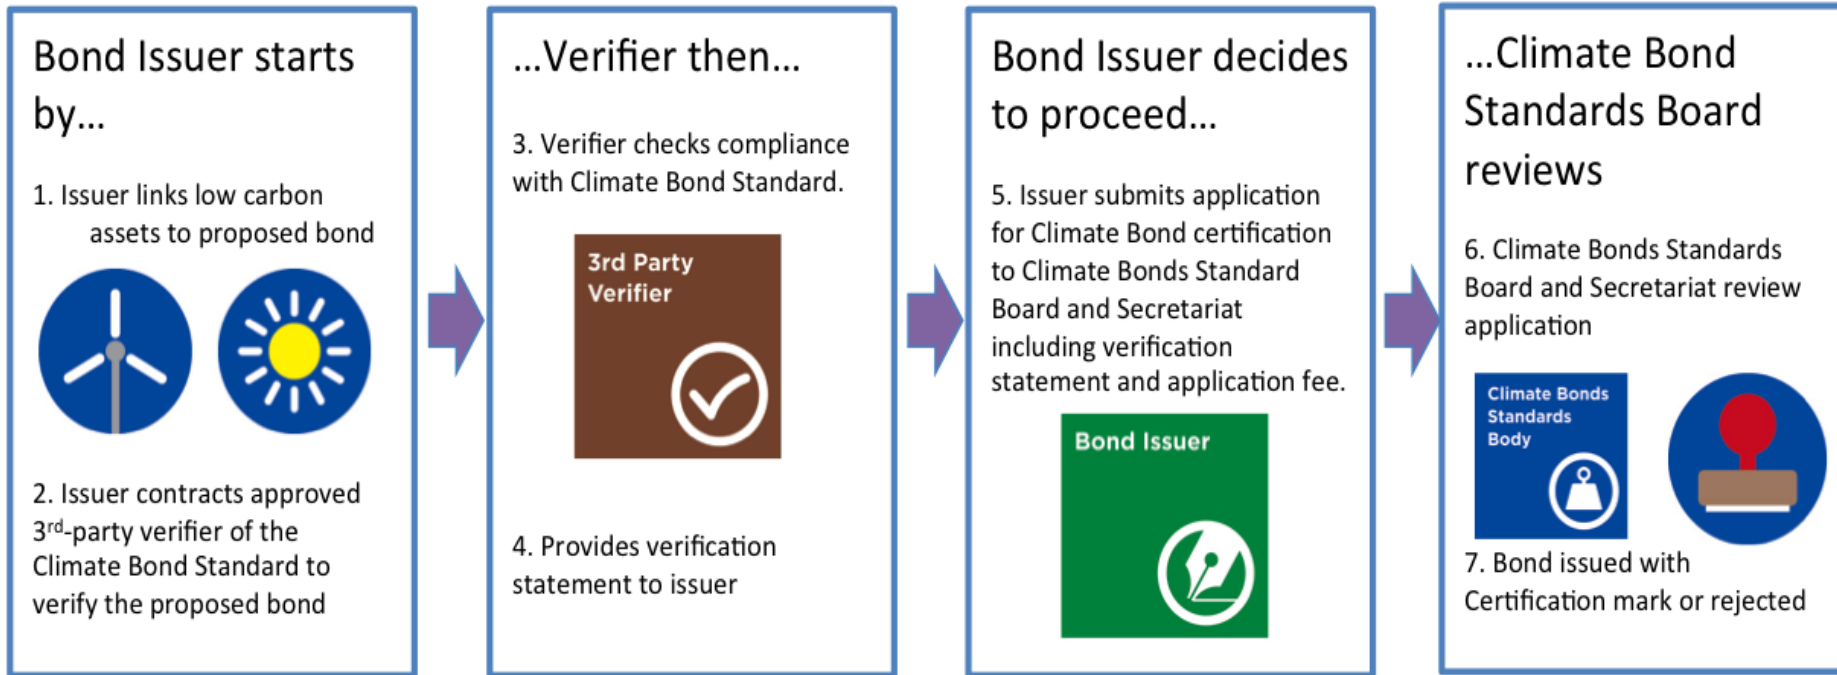 Bond Issuer starts
by...
1. Issuer links low carbon
assets to proposed bond
2. Issuer contracts approved
3rd-party verifier of the
Climate Bond Standard to
verify the proposed bond
...Verifier then...
3. Verifier checks compliance
with Climate Bond Standard.
3rd Party
Verifier
4. Provides verification
statement to issuer
Bond Issuer decides
to proceed...
5. Issuer submits application
for Climate Bond certification
to Climate Bonds Standard
Board and Secretariat
including verification
statement and application fee.
Bond Issuer
...Climate Bond
Standards Board
reviews
6. Climate Bonds Standards
Board and Secretariat review
application
Climate Bonds
Standards
Body
7. Bond issued with
Certification mark or rejected